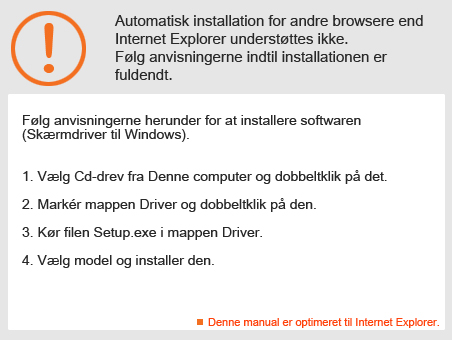 Automatisk installation for andre browsere end
Internet Explorer understøttes ikke.
Følg anvisningerne indtil installationen er
fuldendt.
Følg anvisningerne herunder for at installere softwaren
(Skærmdriver til Windows).
1. Vælg Cd-drev fra Denne computer og dobbeltklik på det.
2. Markér mappen Driver og dobbeltklik på den.
3. Kør filen Setup.exe i mappen Driver.
4. Vælg model og installer den.
Denne manual er optimeret til Internet Explorer.